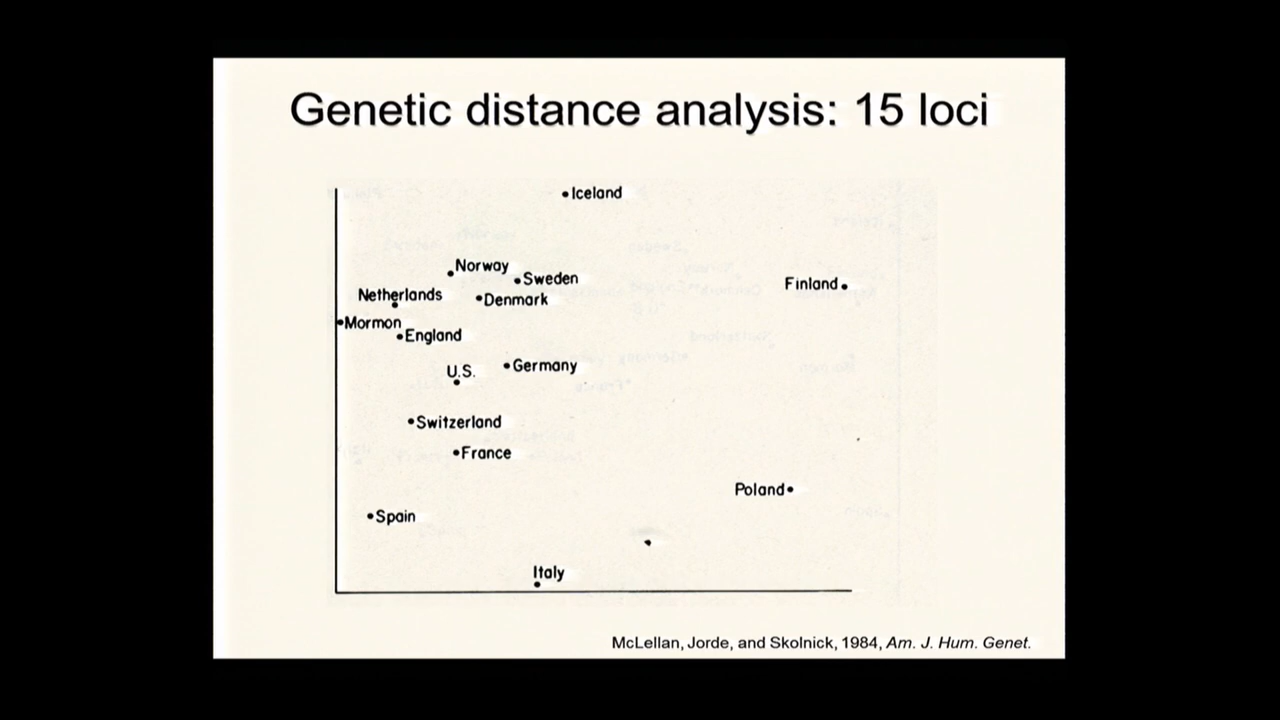 Genetic distance analysis: 15 loci
Iceland
Norway
Sweden
Finland
Netherlands
Denmark
Mormon
England
U.S.
Germany
Switzerland
France
Poland
Spain
Italy
McLellan, Jorde, and Skolnick, 1984, Am. J. Hum. Genet.